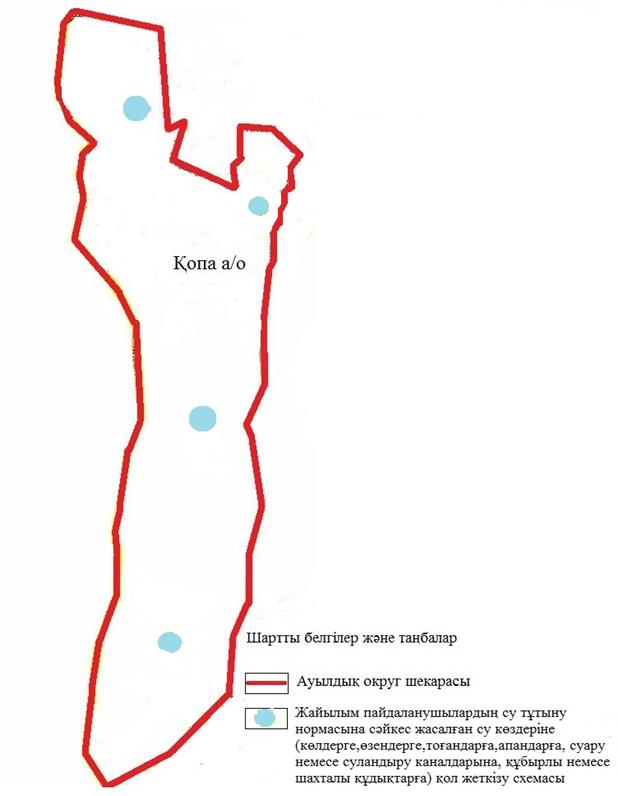 Қопа а/о
Шартты белгілер және таңбалар
Ауылдық округ шекарасы
Жайылым пайдаланушылардың су тұтыну
нормасына сәйкес жасалған су көздеріне
(көлдерге,өзендерге,тоғандарға,апандарға, суару
немесе суландыру каналдарына, құбырлы немесе
шахталы құдықтарға) қол жеткізу схемасы